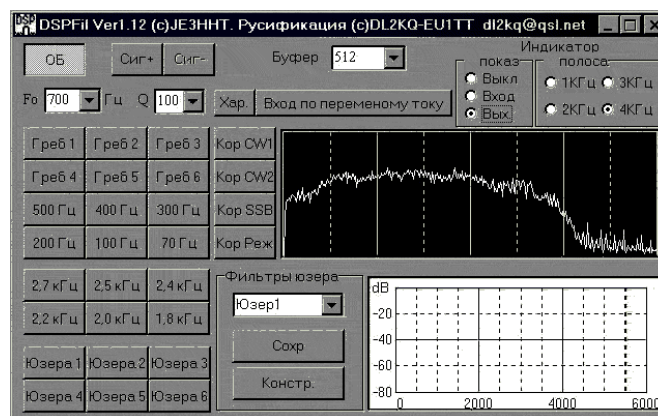 DSPFil Ver1.12 (c)JE3HHT. Русификация (c)DL2KQ-EU1TT dl2kq@qsl.net
ОБ Сиг+ Сиг- Буфер 512
Индикатор
показ полоса
Выкл 1КГц 3КГц
Вход
Вых 2КГц 4КГц
Fo 700 Гц Q 100 Хар. Вход по переменому току
Греб 1 Греб 2 Греб 3 Кор CW1
Греб 4 Греб 5 Греб 6 Кор CW2
500 Гц 400 Гц 300 Гц Кор SSB
200 Гц 100 Гц 70 Гц Кор Реж
2,7 кГц 2,5 кГц 2,4 кГц
2,2 кГц 2,0 кГц 1,8 кГц
Юзера 1 Юзера 2 Юзера 3
Юзера 4 Юзера 5 Юзера 6
Фильтры юзера
Юзер1
Сохр
Констр.
dB
-20
-40
-60
-80
0 2000 4000 6000